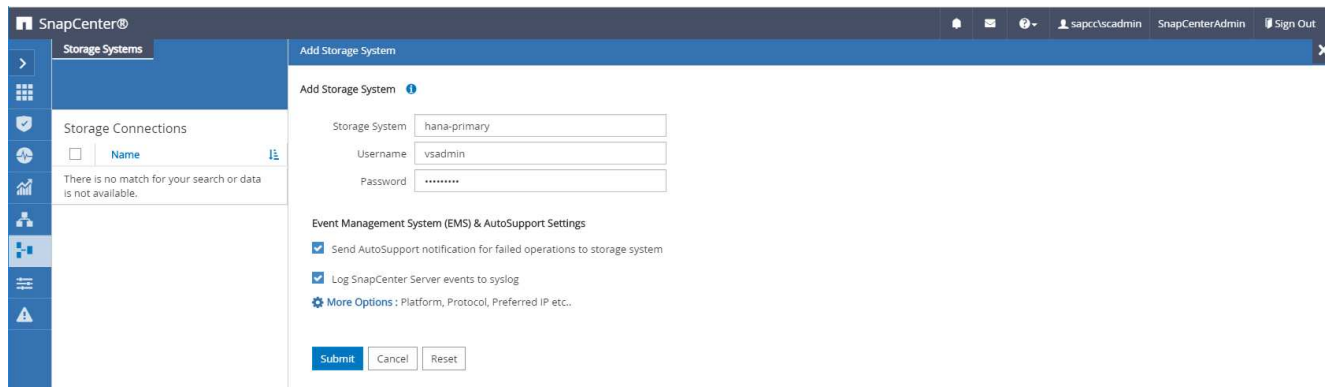 SnapCenter®
sapcc\scadmin SnapCenterAdmin Sign Out
Storage Systems
Add Storage System
Add Storage System
Storage Connections
Name
There is no match for your search or data
is not available.
Storage System hana-primary
Username vsadmin
Password •••••••••
Event Management System (EMS) & AutoSupport Settings
Send AutoSupport notification for failed operations to storage system
Log SnapCenter Server events to syslog
More Options : Platform, Protocol, Preferred IP etc..
Submit Cancel Reset